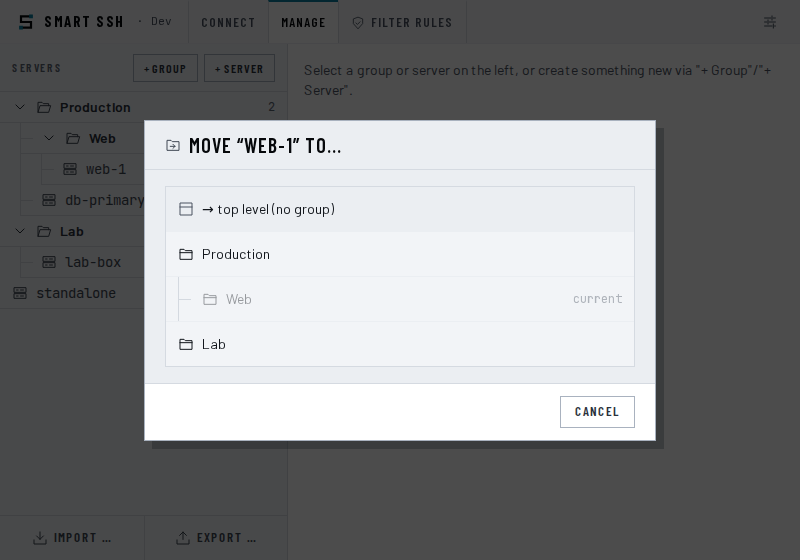 SMART SSH · Dev CONNECT MANAGE FILTER RULES
SERVERS + GROUP + SERVER
Select a group or server on the left, or create something new via "+ Group"/"+
Server".
Production 2
Web
web-1
db-primary
Lab
lab-box
standalone
MOVE “WEB-1” TO…
→ top level (no group)
Production
Web current
Lab
CANCEL
IMPORT … EXPORT …